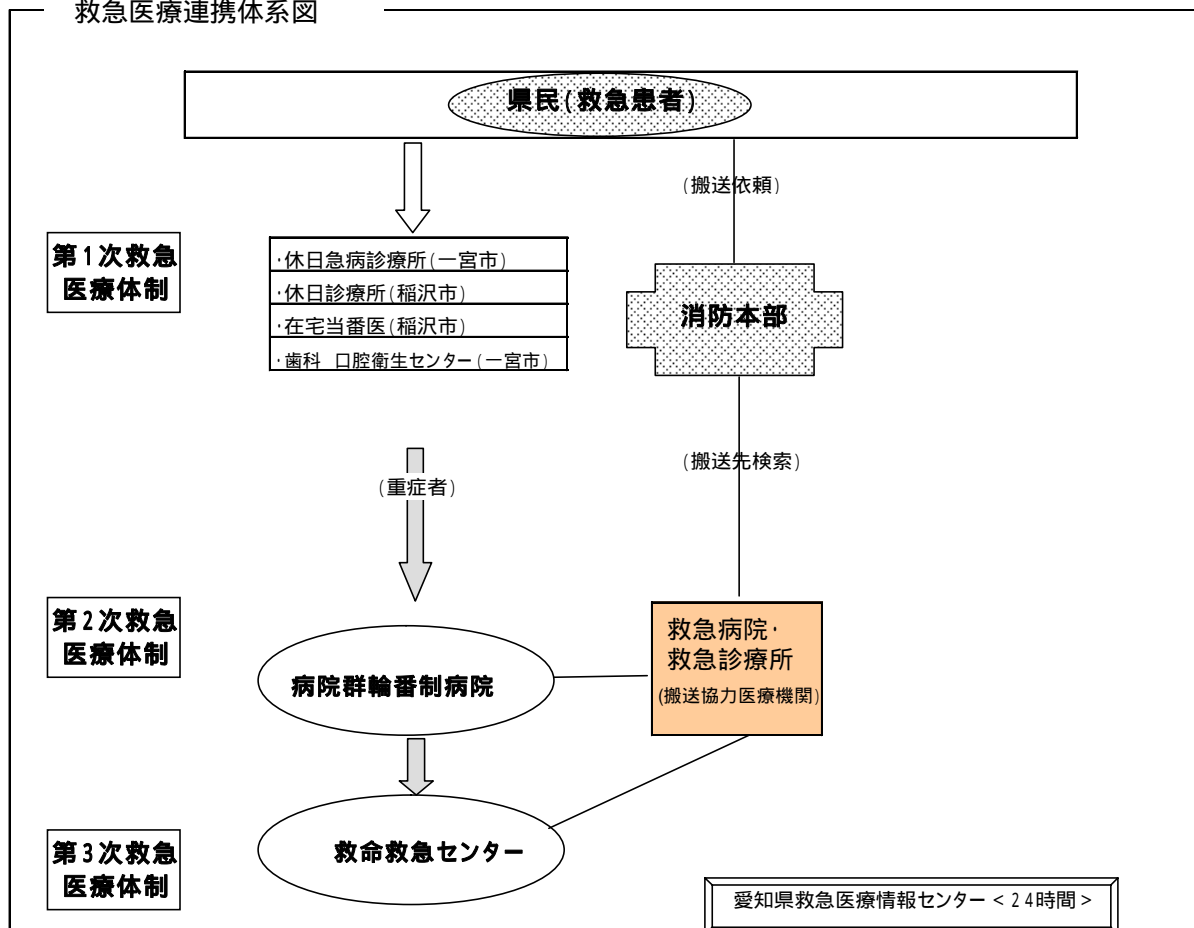 救急医療連携体系図
県民(救急患者)
(搬送依頼)
第1次救急
医療体制
・休日急病診療所(一宮市)
・休日診療所(稲沢市)
・在宅当番医(稲沢市)
・歯科 口腔衛生センター(一宮市)
消防本部
(重症者)
(搬送先検索)
第2次救急
医療体制
病院群輪番制病院
救急病院・
救急診療所
(搬送協力医療機関)
第3次救急
医療体制
救命救急センター
愛知県救急医療情報センター<24時間>